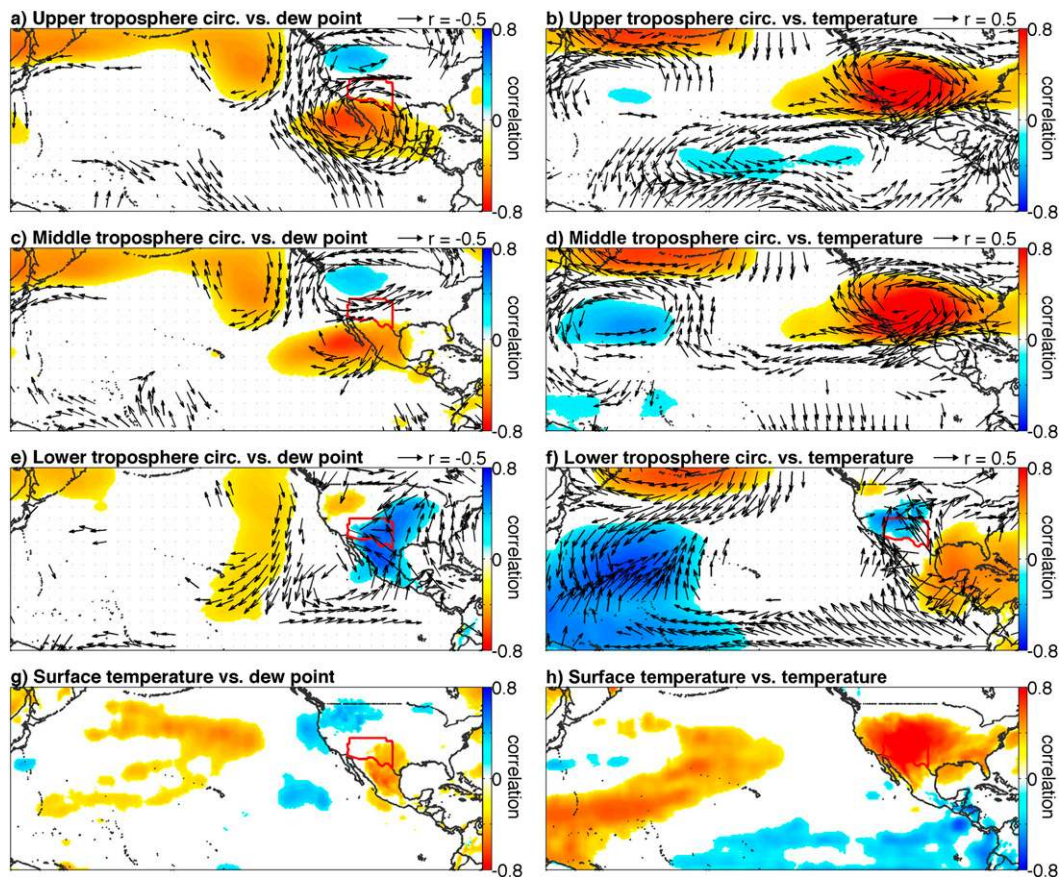 a) Upper troposphere circ. vs. dew point → r = -0.5
b) Upper troposphere circ. vs. temperature → r = 0.5
0.8
0
-0.8
correlation
0.8
0
-0.8
correlation
c) Middle troposphere circ. vs. dew point → r = -0.5
d) Middle troposphere circ. vs. temperature → r = 0.5
0.8
0
-0.8
correlation
0.8
0
-0.8
correlation
e) Lower troposphere circ. vs. dew point → r = -0.5
f) Lower troposphere circ. vs. temperature → r = 0.5
0.8
0
-0.8
correlation
0.8
0
-0.8
correlation
g) Surface temperature vs. dew point
h) Surface temperature vs. temperature
0.8
0
-0.8
correlation
0.8
0
-0.8
correlation